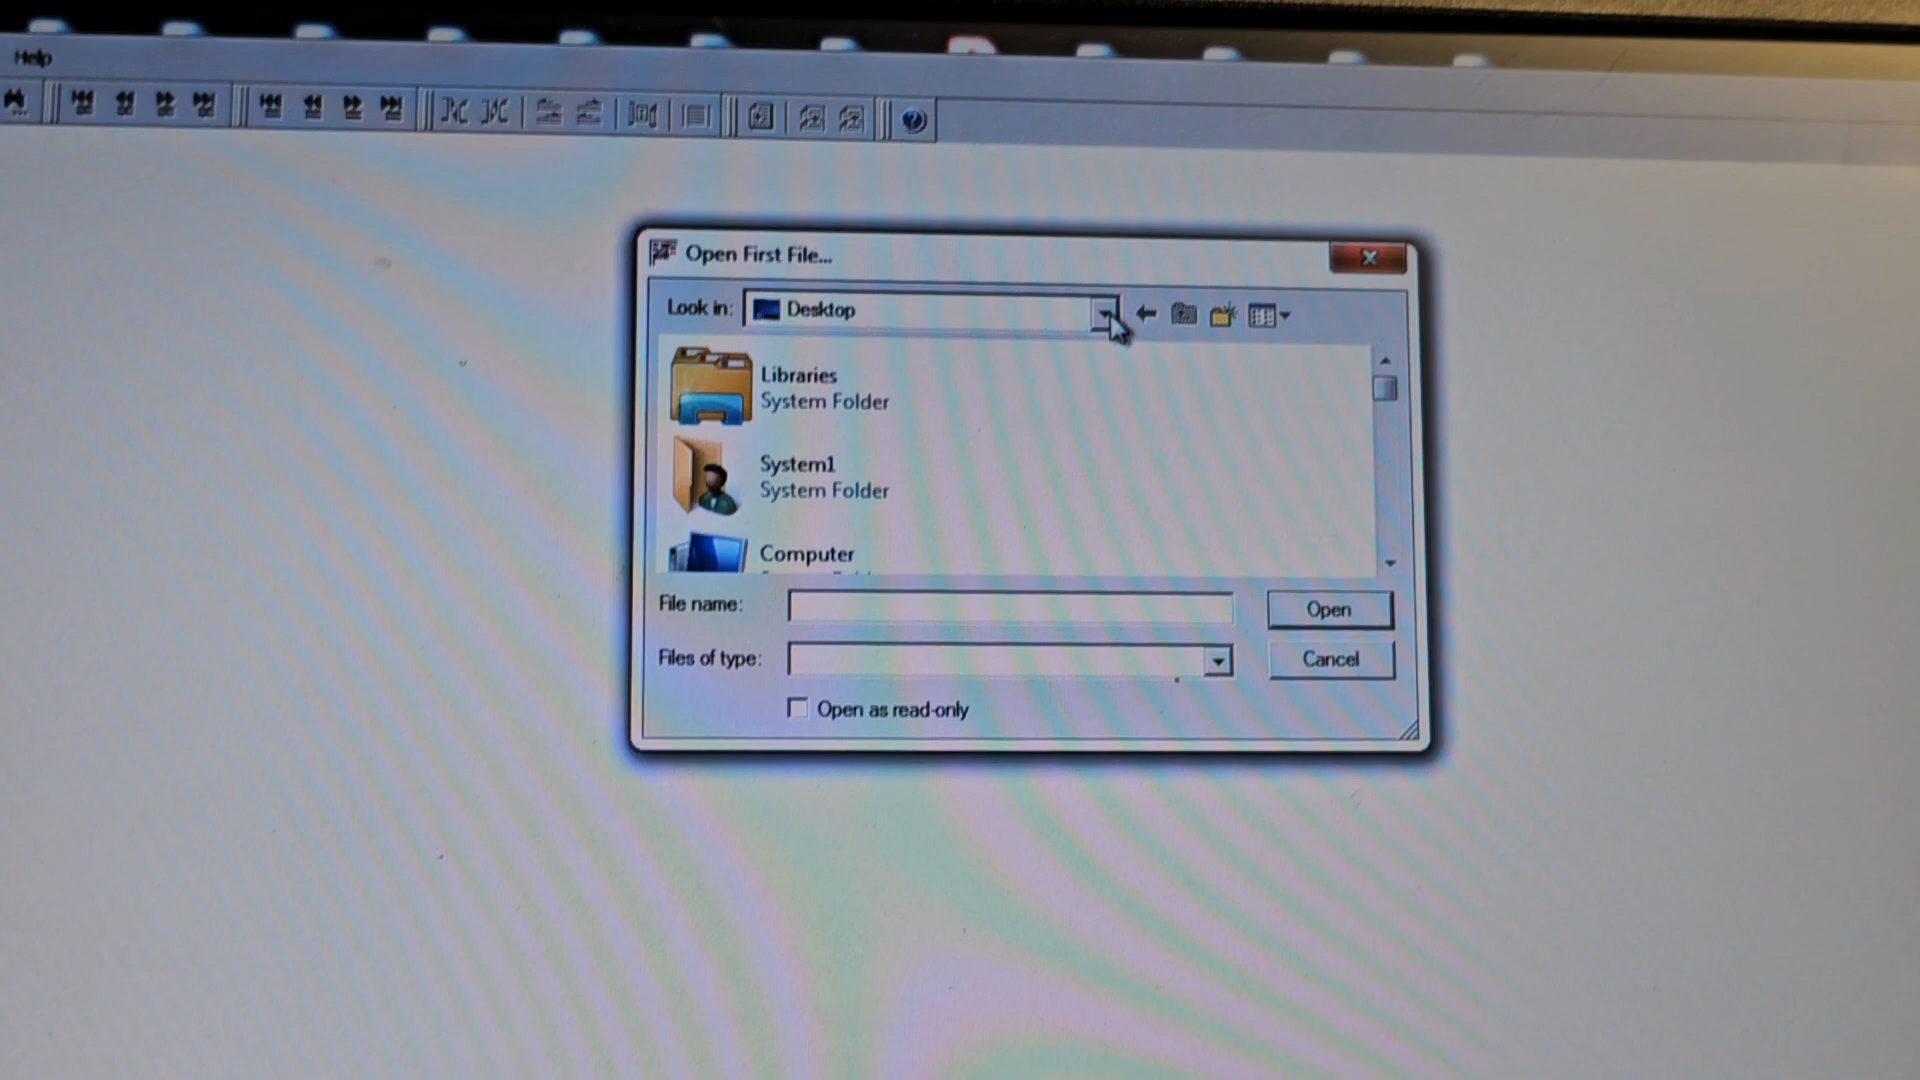 Help
Open First File...
Look in: Desktop
Libraries
System Folder
System1
System Folder
Computer
File name:
Open
Files of type:
Cancel
Open as read-only